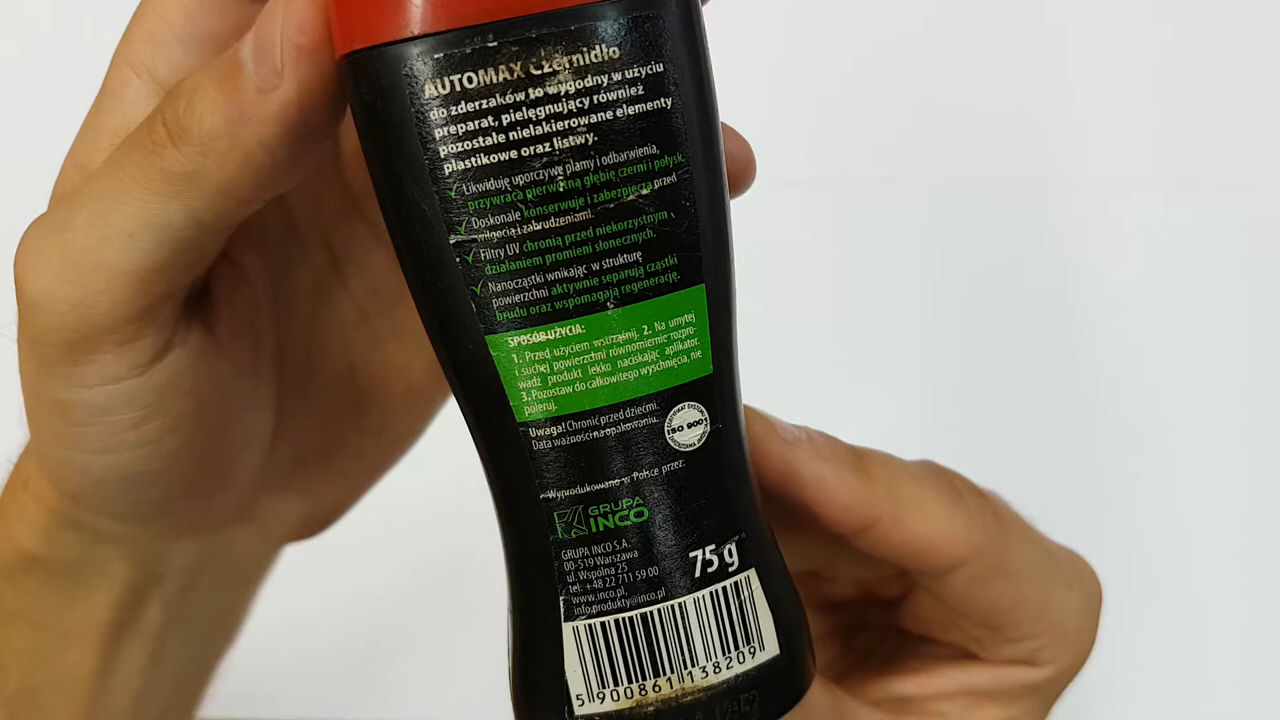 AUTOMAX Czernidło
do zderzaków to wygodny w użyciu
preparat, pielęgnujący również
pozostałe nielakierowane elementy
plastikowe oraz listwy.
Likwiduje uporczywe plamy i odbarwienia,
przywraca pierwotną głębię czerni i połysk.
Doskonale konserwuje i zabezpiecza przed
wilgocią i zabrudzeniami.
Filtry UV chronią przed niekorzystnym
działaniem promieni słonecznych.
Nanocząstki wnikając w strukturę
powierzchni aktywnie separują cząstki
brudu oraz wspomagają regenerację.
SPOSÓB UŻYCIA:
1. Przed użyciem wstrząśnij. 2. Na umytej
i suchej powierzchni równomiernie rozpro-
wadź produkt lekko naciskając aplikator.
3. Pozostaw do całkowitego wyschnięcia, nie
poleruj.
Uwaga! Chronić przed dziećmi.
Data ważności na opakowaniu.
CERTYFIKAT SYSTEMU
ISO 9001
Wyprodukowano w Polsce przez:
GRUPA
INCO
GRUPA INCO S.A.
00-519 Warszawa
ul. Wspólna 25
tel. +48 22 711 59 00
www.inco.pl,
info.produkty@inco.pl
75 g
5 900861 138209